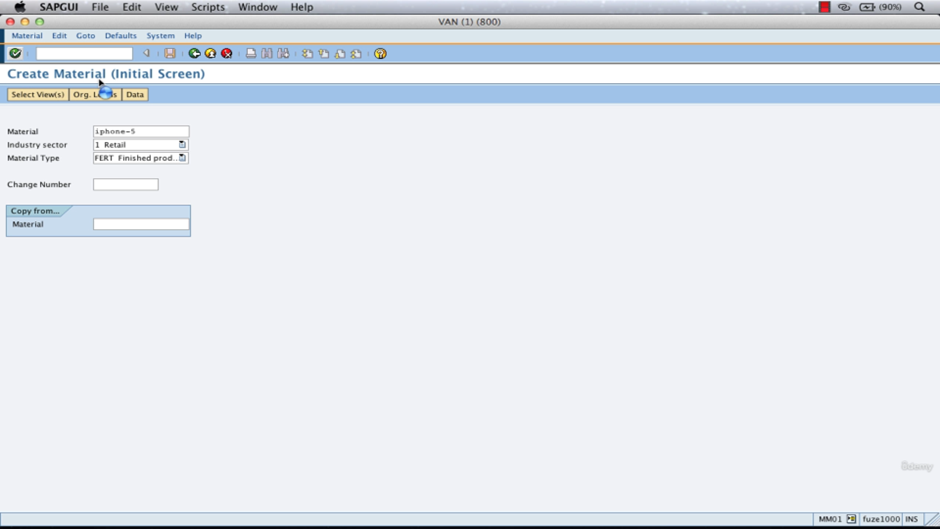 SAPGUI File Edit View Scripts Window Help (90%)
VAN (1) (800)
Material Edit Goto Defaults System Help
Create Material (Initial Screen)
Select View(s) Org. Data
Material iphone-5
Industry sector 1 Retail
Material Type FERT Finished prod..
Change Number
Copy from...
Material
ûdemy
MM01 fuze1000 INS